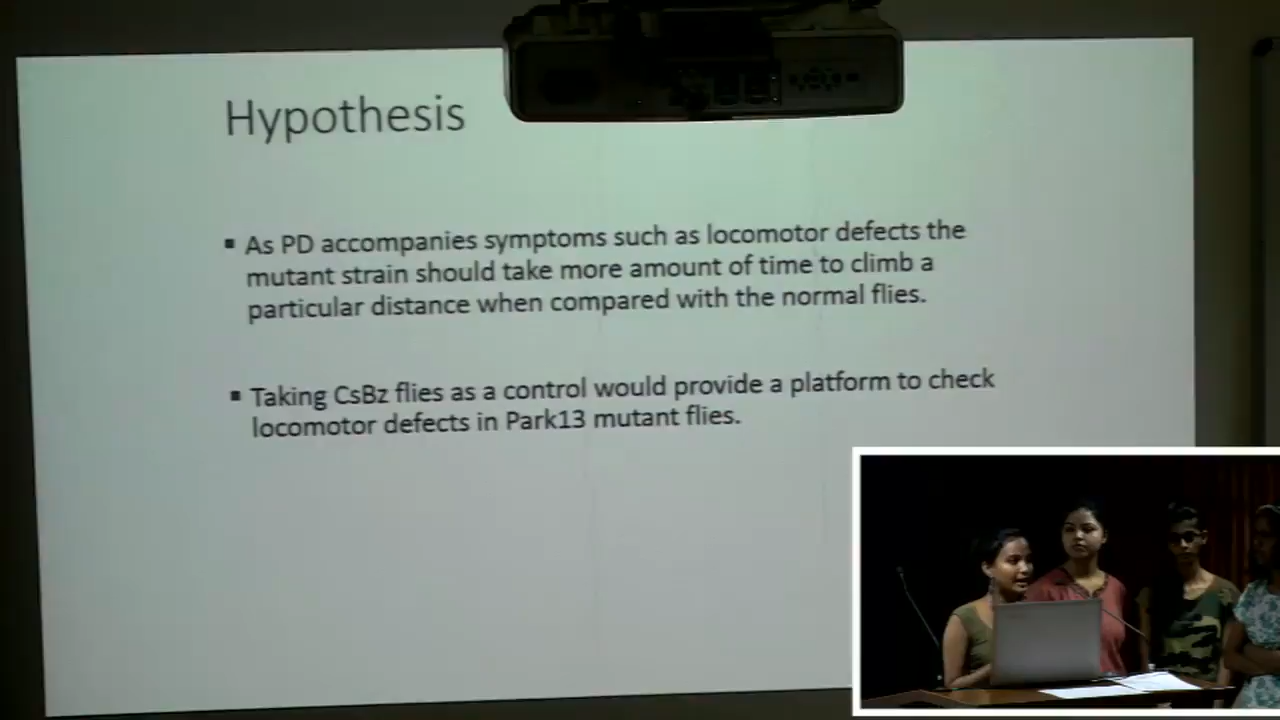 Hypothesis
▪ As PD accompanies symptoms such as locomotor defects the
mutant strain should take more amount of time to climb a
particular distance when compared with the normal flies.
▪ Taking CsBz flies as a control would provide a platform to check
locomotor defects in Park13 mutant flies.